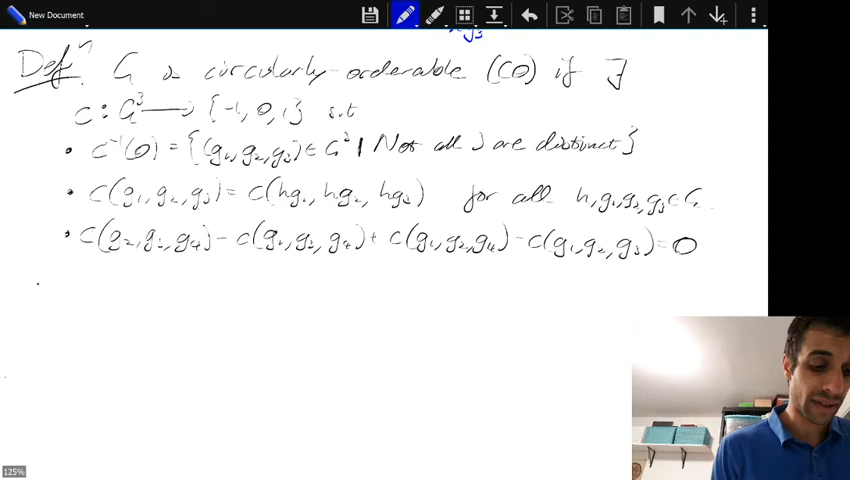 New Document
Defn. G is circularly-orderable (CO) if ∃
c : G³ → {-1, 0, 1} s.t
• c⁻¹(0) = {(g₁, g₂, g₃) ∈ G³ | Not all 3 are distinct}
• c(g₁, g₂, g₃) = c(hg₁, hg₂, hg₃) for all h, g₁, g₂, g₃ ∈ G.
• c(g₂, g₃, g₄) - c(g₁, g₃, g₄) + c(g₁, g₂, g₄) - c(g₁, g₂, g₃) = 0
125%